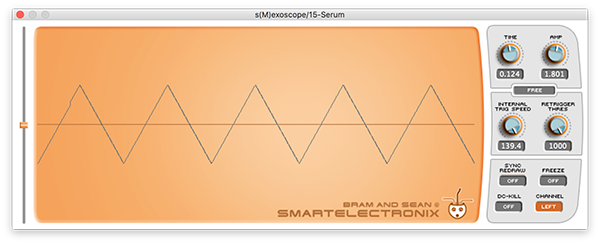 s(M)exoscope/15-Serum
TIME
AMP
0.124
1.801
FREE
INTERNAL TRIG SPEED
RETRIGGER THRES
139.4
1000
SYNC REDRAW
FREEZE
OFF
OFF
DC-KILL
CHANNEL
OFF
LEFT
BRAM AND SEAN @
SMARTELECTRONIX